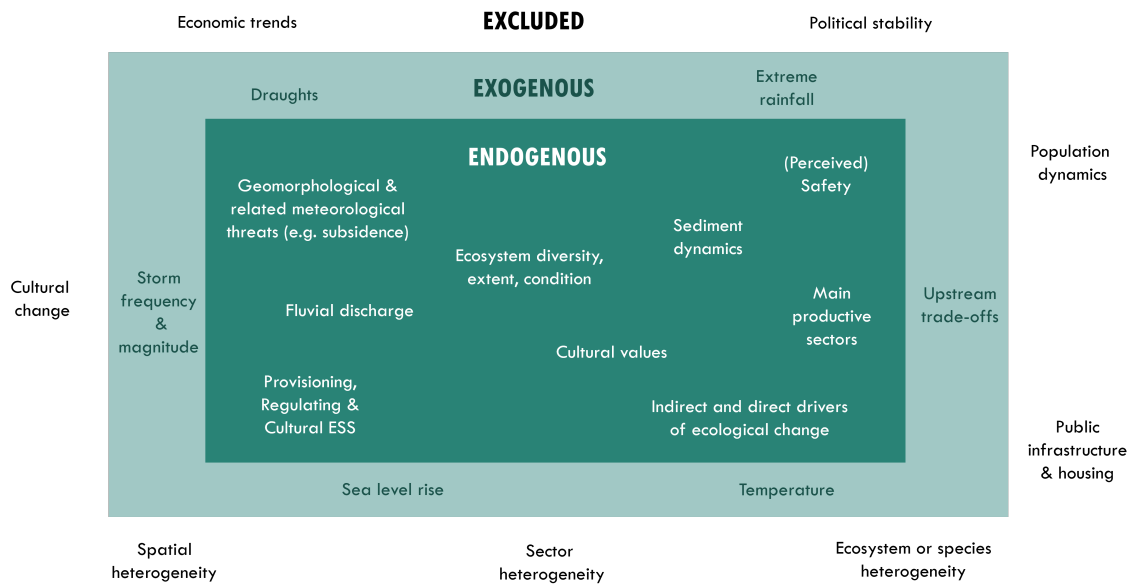 Economic trends
EXCLUDED
Political stability
Draughts
EXOGENOUS
Extreme
rainfall
ENDOGENOUS
(Perceived)
Safety
Population
dynamics
Geomorphological &
related meteorological
threats (e.g. subsidence)
Sediment
dynamics
Ecosystem diversity,
extent, condition
Cultural
change
Storm
frequency
&
magnitude
Fluvial discharge
Main
productive
sectors
Upstream
trade-offs
Cultural values
Provisioning,
Regulating &
Cultural ESS
Indirect and direct drivers
of ecological change
Public
infrastructure
& housing
Sea level rise
Temperature
Spatial
heterogeneity
Sector
heterogeneity
Ecosystem or species
heterogeneity